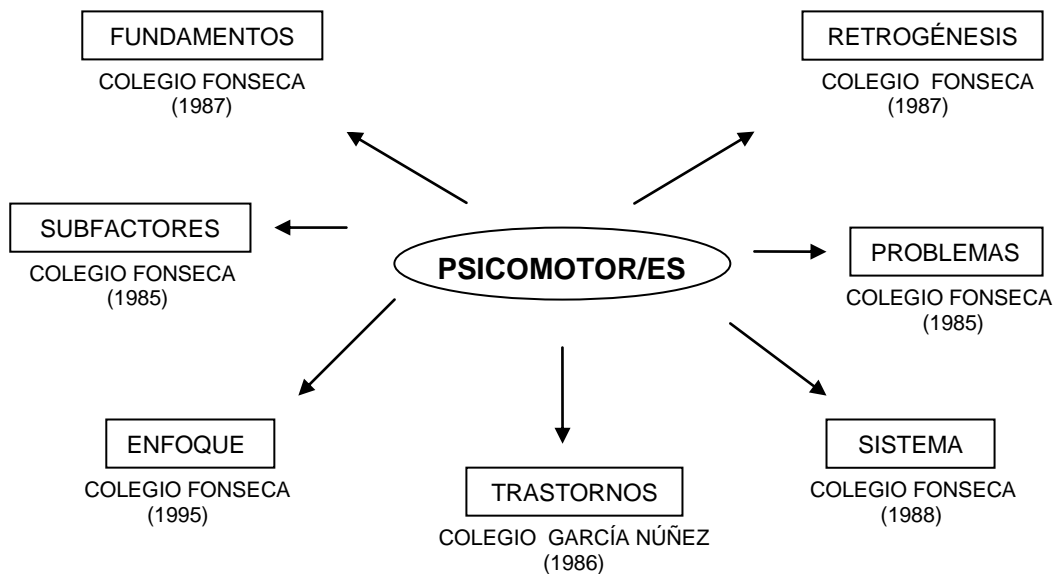 FUNDAMENTOS
COLEGIO FONSECA
(1987)
RETROGÉNESIS
COLEGIO FONSECA
(1987)
SUBFACTORES
COLEGIO FONSECA
(1985)
PSICOMOTOR/ES
PROBLEMAS
COLEGIO FONSECA
(1985)
ENFOQUE
COLEGIO FONSECA
(1995)
TRASTORNOS
COLEGIO GARCÍA NÚÑEZ
(1986)
SISTEMA
COLEGIO FONSECA
(1988)